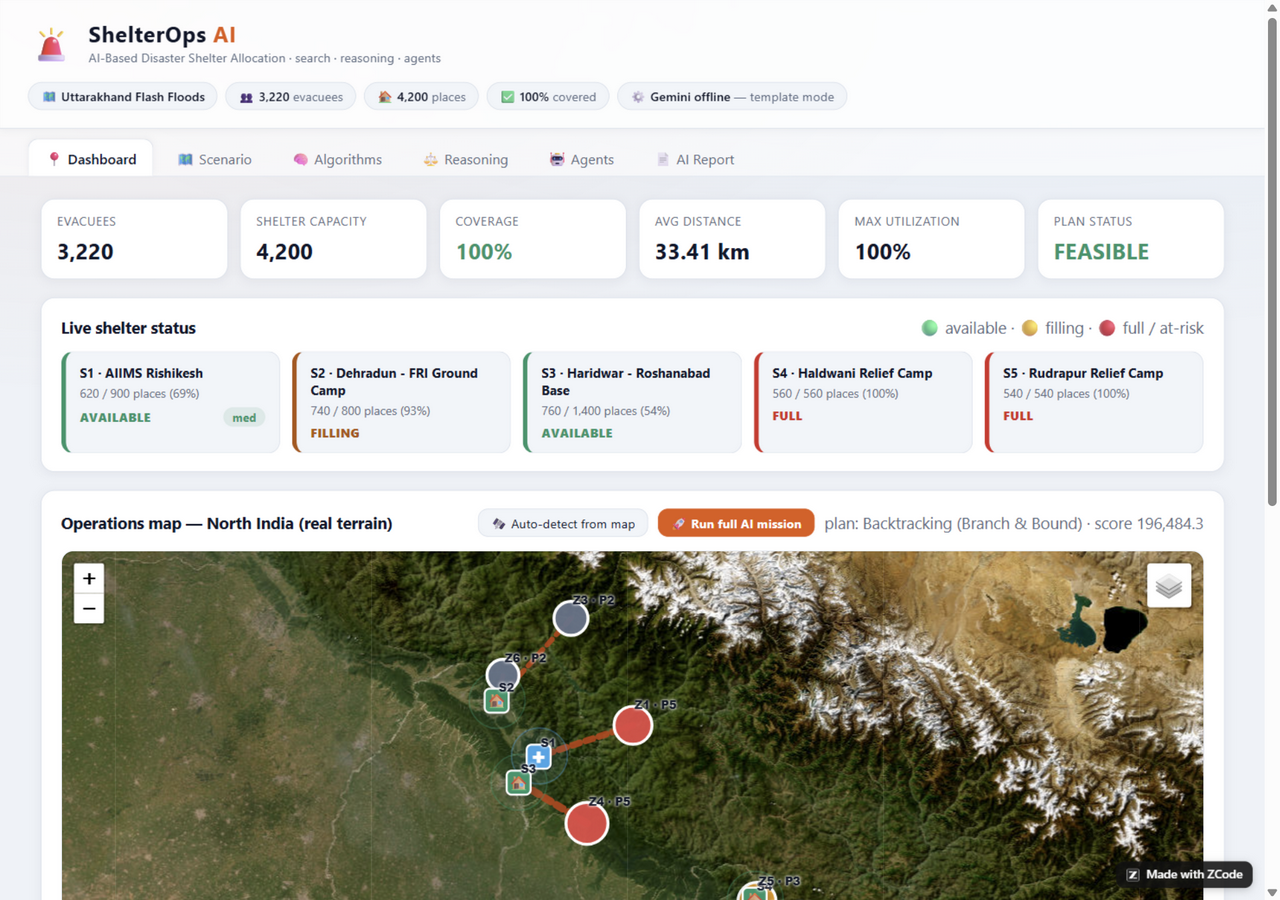 ShelterOps AI
AI-Based Disaster Shelter Allocation · search · reasoning · agents
Uttarakhand Flash Floods
3,220 evacuees
4,200 places
100% covered
Gemini offline — template mode
Dashboard
Scenario
Algorithms
Reasoning
Agents
AI Report
EVACUEES
3,220
SHELTER CAPACITY
4,200
COVERAGE
100%
AVG DISTANCE
33.41 km
MAX UTILIZATION
100%
PLAN STATUS
FEASIBLE
Live shelter status
available · filling · full / at-risk
S1 · AIIMS Rishikesh
620 / 900 places (69%)
AVAILABLE
med
S2 · Dehradun - FRI Ground
Camp
740 / 800 places (93%)
FILLING
S3 · Haridwar - Roshanabad
Base
760 / 1,400 places (54%)
AVAILABLE
S4 · Haldwani Relief Camp
560 / 560 places (100%)
FULL
S5 · Rudrapur Relief Camp
540 / 540 places (100%)
FULL
Operations map — North India (real terrain)
Auto-detect from map
Run full AI mission
plan: Backtracking (Branch & Bound) · score 196,484.3
+
−
Z3 · P2
Z6 · P2
S2
Z1 · P5
S1
S3
Z4 · P5
Z5 · P3
Z Made with ZCode